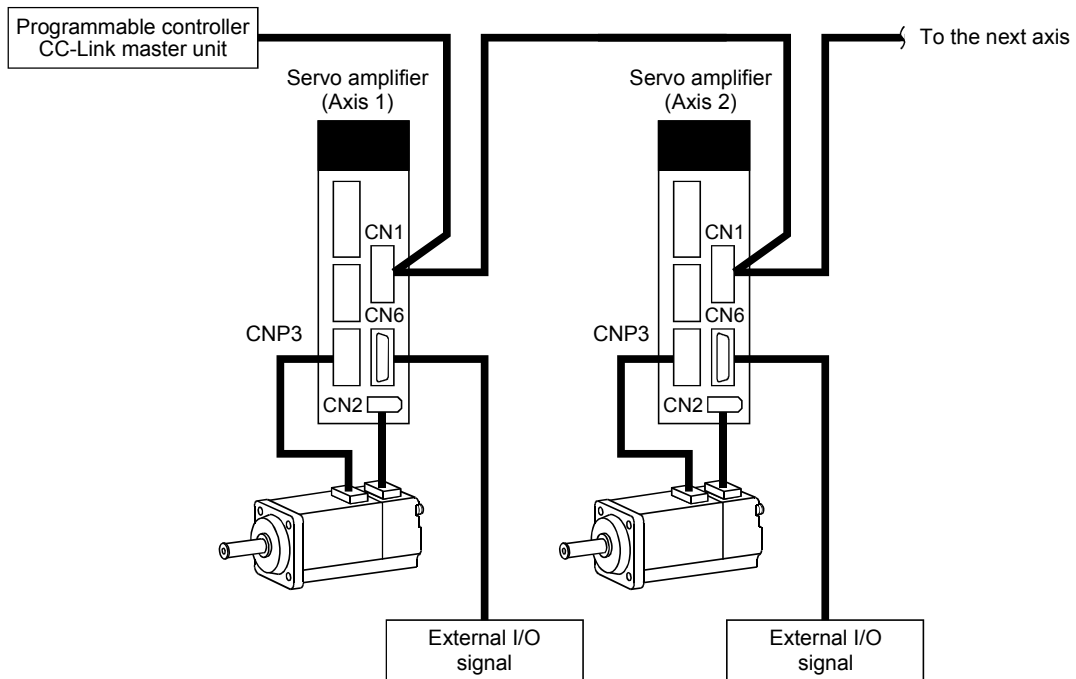 Programmable controller
CC-Link master unit
To the next axis
Servo amplifier
(Axis 1)
Servo amplifier
(Axis 2)
CN1
CN1
CN6
CN6
CNP3
CNP3
CN2
CN2
External I/O
signal
External I/O
signal